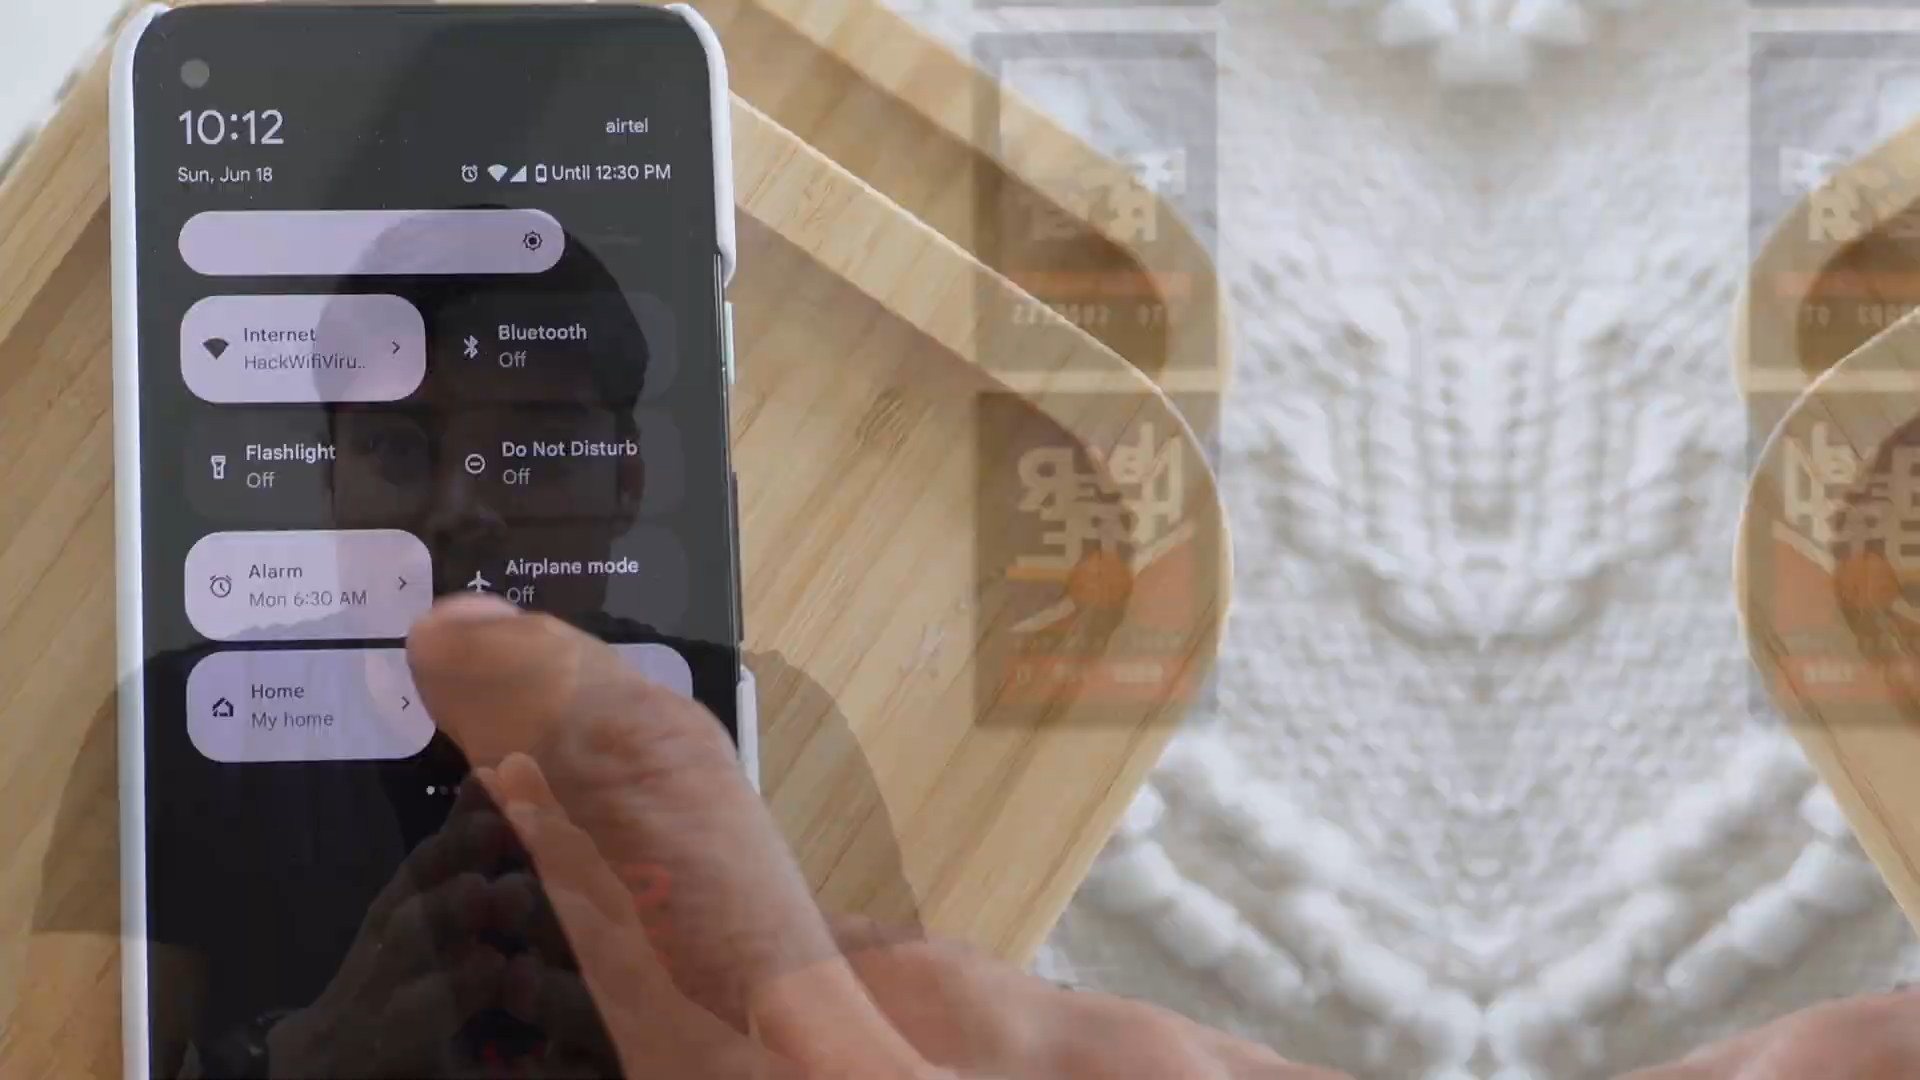 10:12
airtel
Sun, Jun 18
Until 12:30 PM
Internet
HackWifiViru..
Bluetooth
Off
Flashlight
Off
Do Not Disturb
Off
Alarm
Mon 6:30 AM
Airplane mode
Off
Home
My home